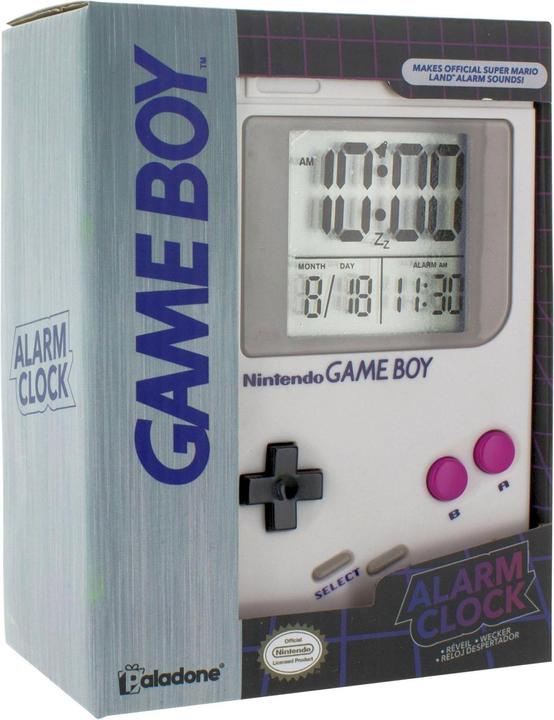 GAME BOY™
ALARM
CLOCK
Paladone®
MAKES OFFICIAL SUPER MARIO
LAND™ ALARM SOUNDS!
AM 10:00
Zz
MONTH DAY ALARM AM
8/18 11:30
Nintendo GAME BOY
B A
SELECT
Official
Nintendo
Licensed Product
ALARM
CLOCK
• RÉVEIL • WECKER
• RELOJ DESPERTADOR